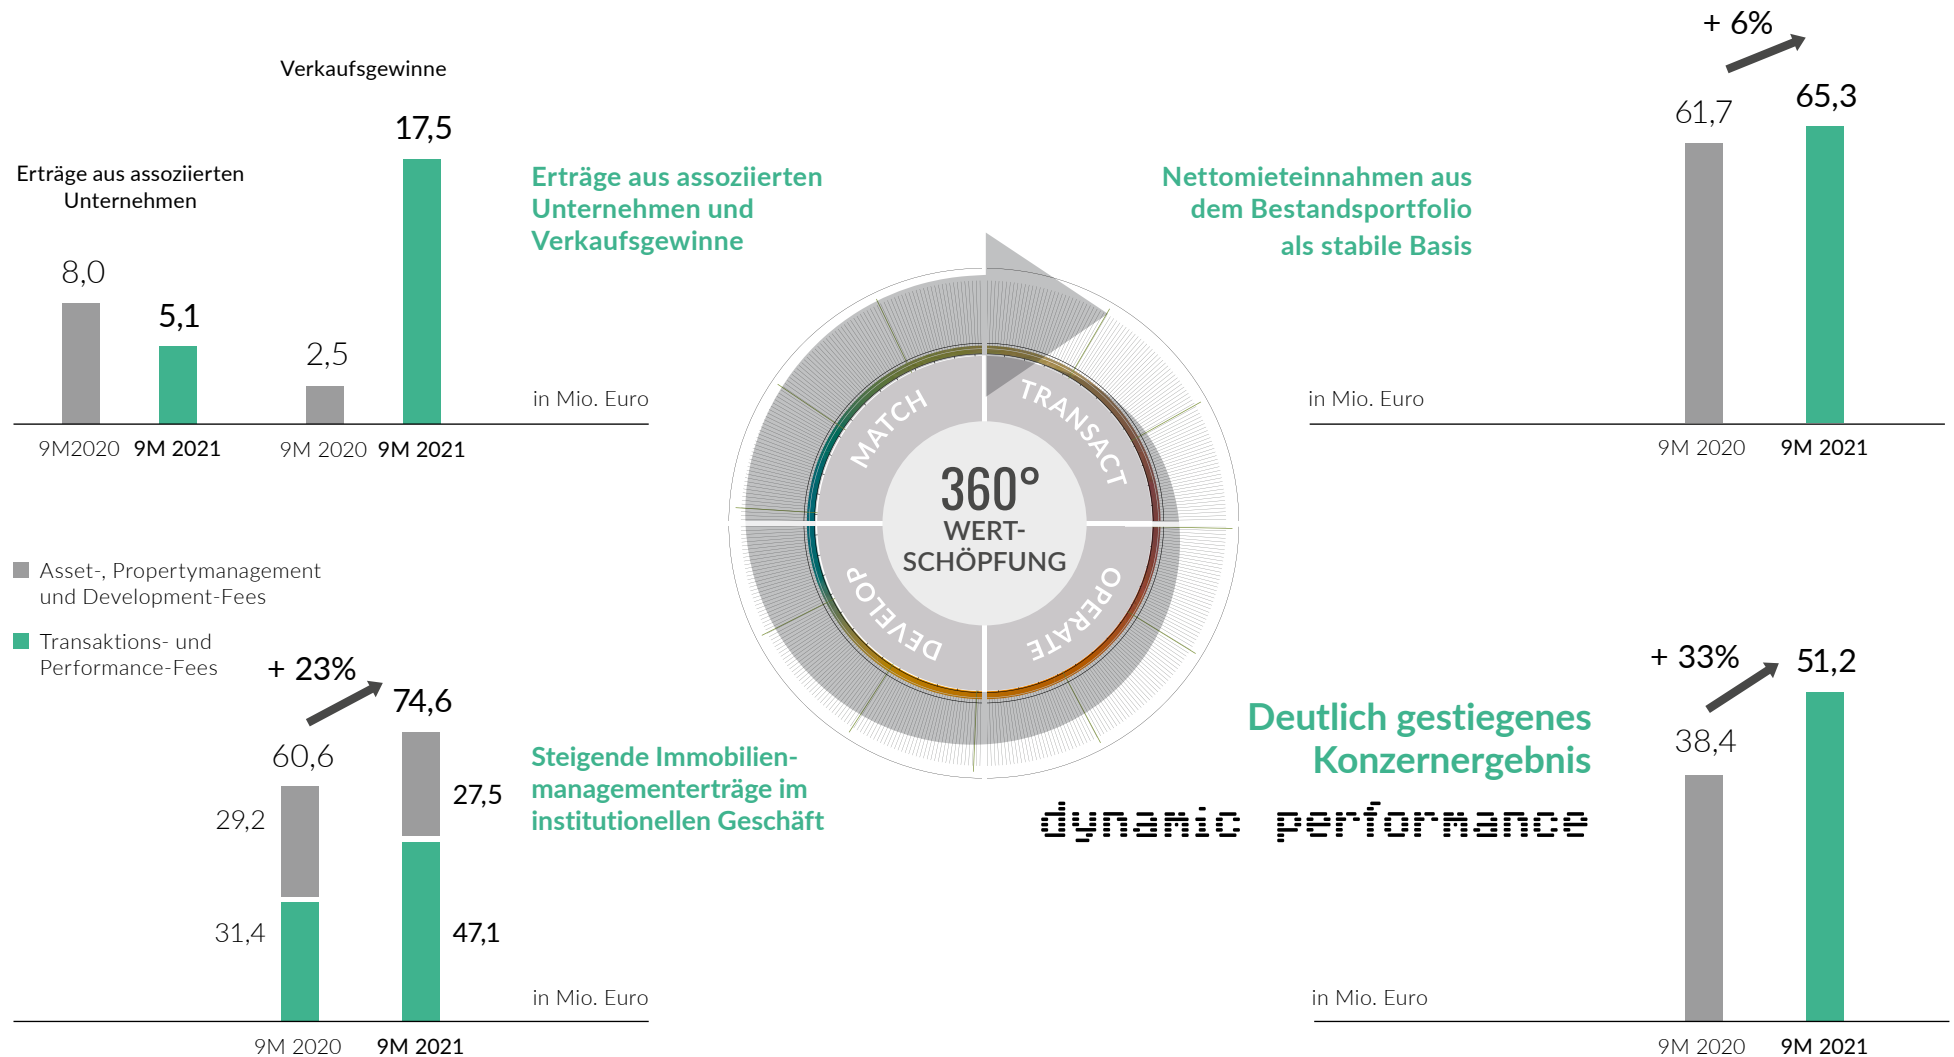 Verkaufsgewinne
17,5
Erträge aus assoziierten
Unternehmen
8,0
5,1
2,5
9M2020
9M 2021
9M 2020
9M 2021
in Mio. Euro
Erträge aus assoziierten
Unternehmen und
Verkaufsgewinne
+ 6%
61,7
65,3
Nettomieteinnahmen aus
dem Bestandsportfolio
als stabile Basis
in Mio. Euro
9M 2020
9M 2021
MATCH
TRANSACT
360°
WERT-
SCHÖPFUNG
DEVELOP
OPERATE
Asset-, Propertymanagement
und Development-Fees
Transaktions- und
Performance-Fees
+ 23%
74,6
60,6
29,2
27,5
31,4
47,1
Steigende Immobilien-
managementerträge im
institutionellen Geschäft
in Mio. Euro
9M 2020
9M 2021
+ 33%
51,2
38,4
Deutlich gestiegenes
Konzernergebnis
dynamic performance
in Mio. Euro
9M 2020
9M 2021